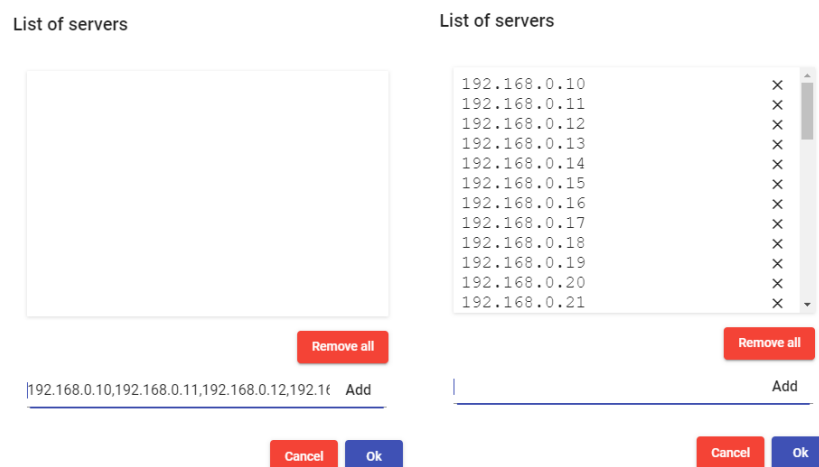 List of servers
Remove all
192.168.0.10,192.168.0.11,192.168.0.12,192.16 Add
Cancel Ok
List of servers
192.168.0.10
192.168.0.11
192.168.0.12
192.168.0.13
192.168.0.14
192.168.0.15
192.168.0.16
192.168.0.17
192.168.0.18
192.168.0.19
192.168.0.20
192.168.0.21
Remove all
Add
Cancel Ok